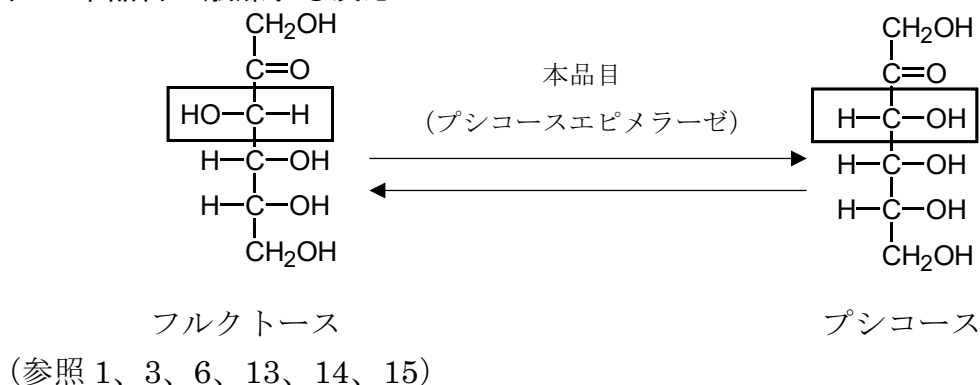 CH2OH
C=O
HO-C-H
H-C-OH
H-C-OH
CH2OH
フルクトース
本品目
(プシコースエピメラーゼ)
CH2OH
C=O
H-C-OH
H-C-OH
H-C-OH
CH2OH
プシコース
(参照 1、3、6、13、14、15)